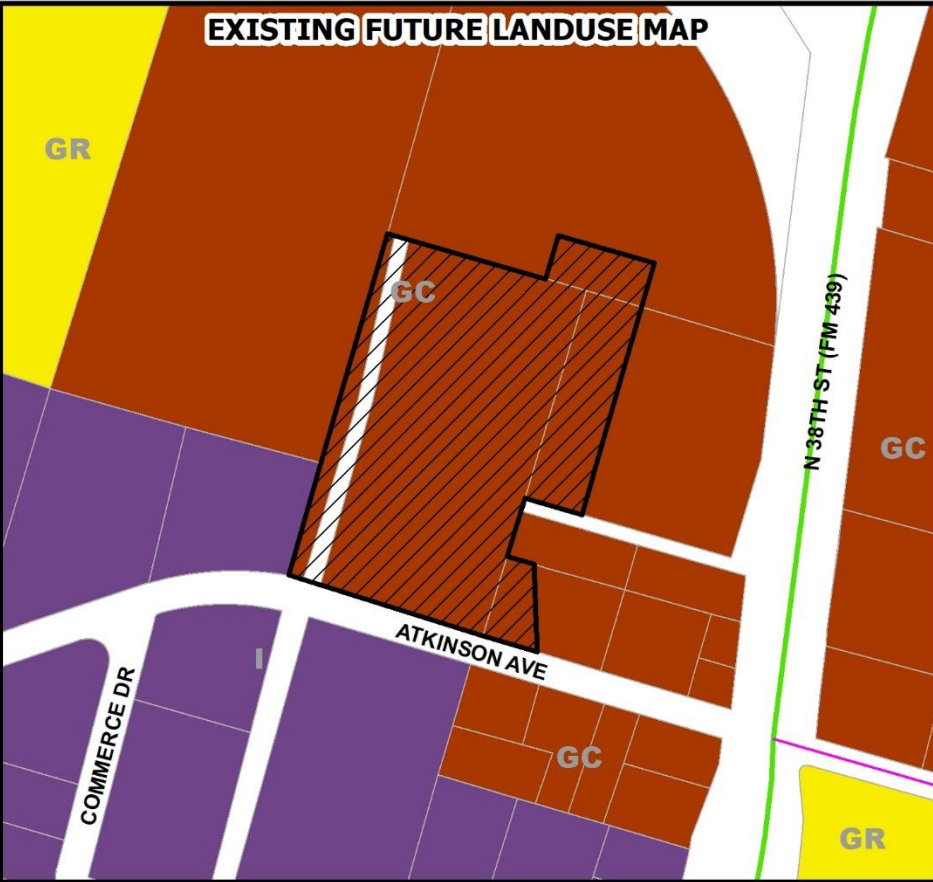 EXISTING FUTURE LANDUSE MAP
GR
GC
N 38TH ST (FM 439)
GC
ATKINSON AVE
I
COMMERCE DR
GC
GR